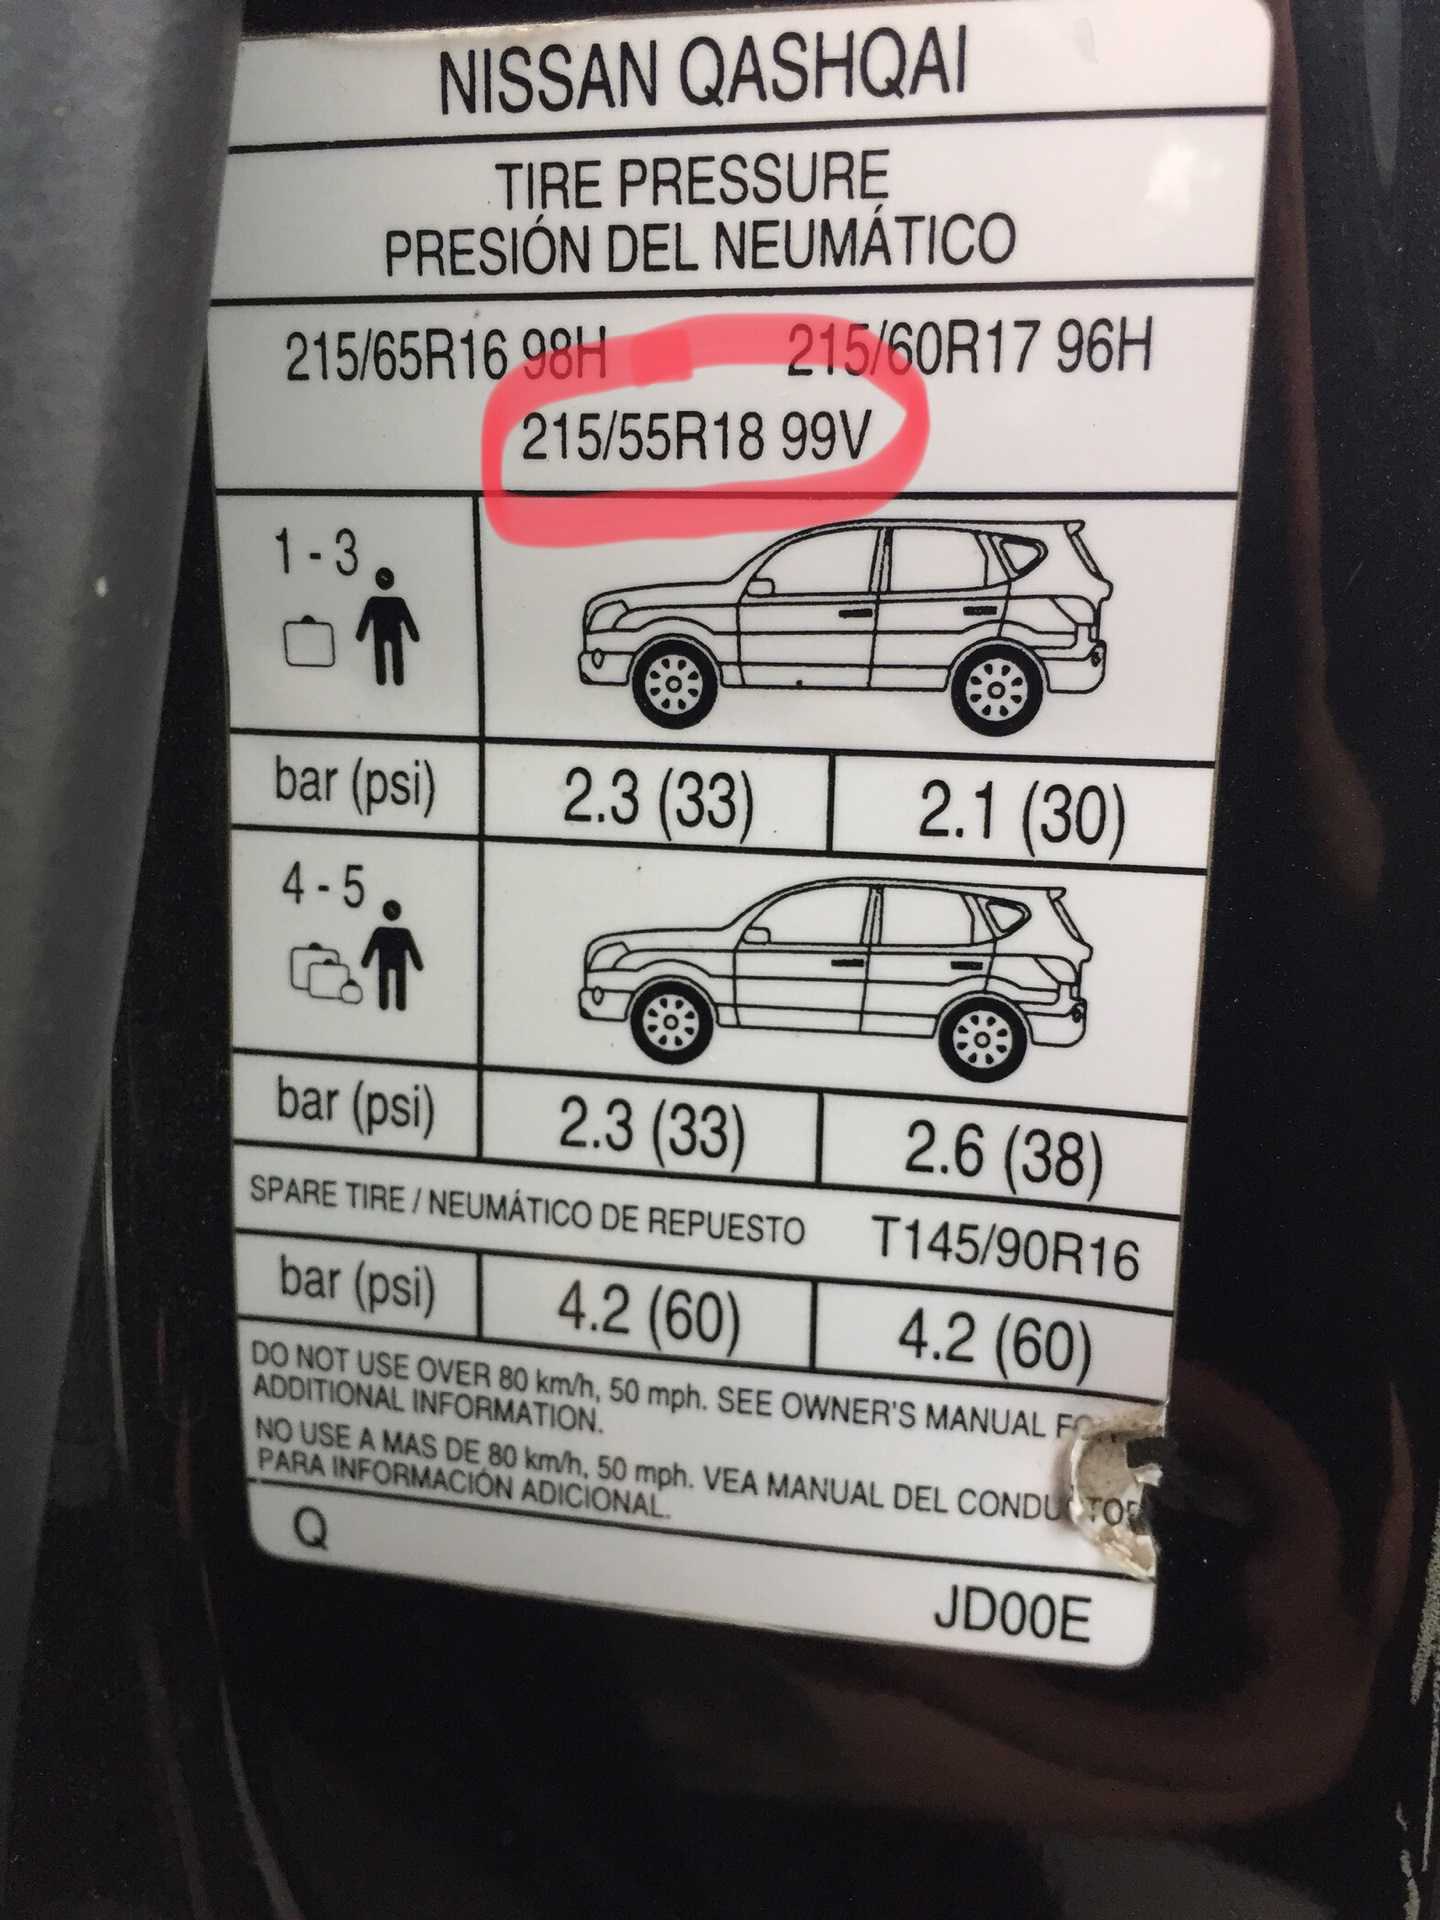 NISSAN QASHQAI
TIRE PRESSURE
PRESIÓN DEL NEUMÁTICO
215/65R16 98H 215/60R17 96H
215/55R18 99V
1 - 3
bar (psi) 2.3 (33) 2.1 (30)
4 - 5
bar (psi) 2.3 (33) 2.6 (38)
SPARE TIRE / NEUMÁTICO DE REPUESTO T145/90R16
bar (psi) 4.2 (60) 4.2 (60)
DO NOT USE OVER 80 km/h, 50 mph. SEE OWNER'S MANUAL
ADDITIONAL INFORMATION.
NO USE A MAS DE 80 km/h, 50 mph. VEA MANUAL DEL CONDUCTOR
PARA INFORMACIÓN ADICIONAL.
Q
JD00E